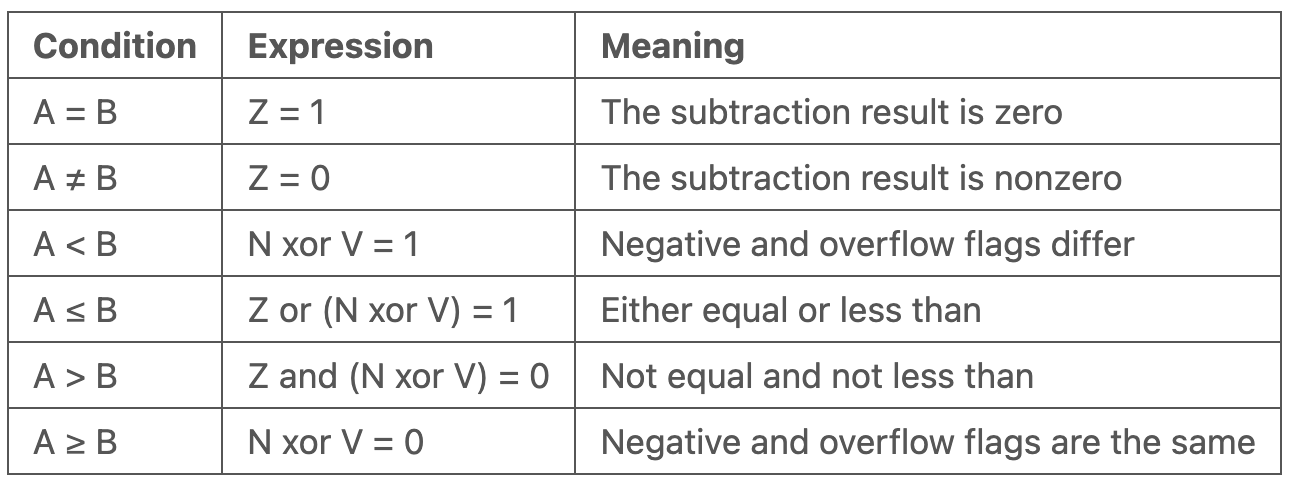 Condition Expression Meaning
A = B Z = 1 The subtraction result is zero
A ≠ B Z = 0 The subtraction result is nonzero
A < B N xor V = 1 Negative and overflow flags differ
A ≤ B Z or (N xor V) = 1 Either equal or less than
A > B Z and (N xor V) = 0 Not equal and not less than
A ≥ B N xor V = 0 Negative and overflow flags are the same